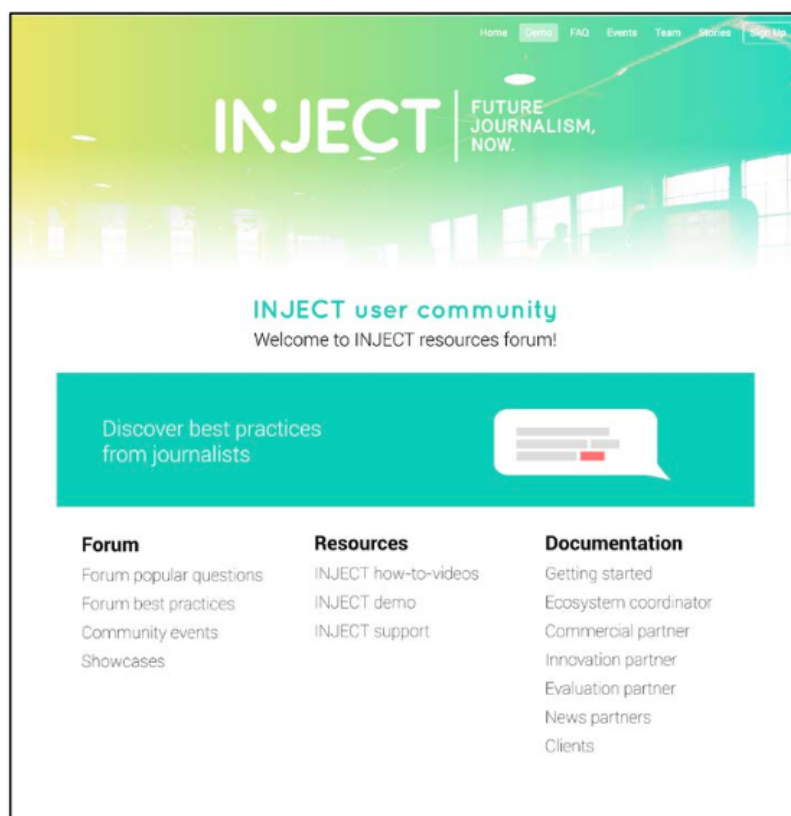 Home Demo FAQ Events Team Stories Sign Up
INJECT
FUTURE
JOURNALISM,
NOW.
INJECT user community
Welcome to INJECT resources forum!
Discover best practices
from journalists
Forum
Forum popular questions
Forum best practices
Community events
Showcases
Resources
INJECT how-to-videos
INJECT demo
INJECT support
Documentation
Getting started
Ecosystem coordinator
Commercial partner
Innovation partner
Evaluation partner
News partners
Clients